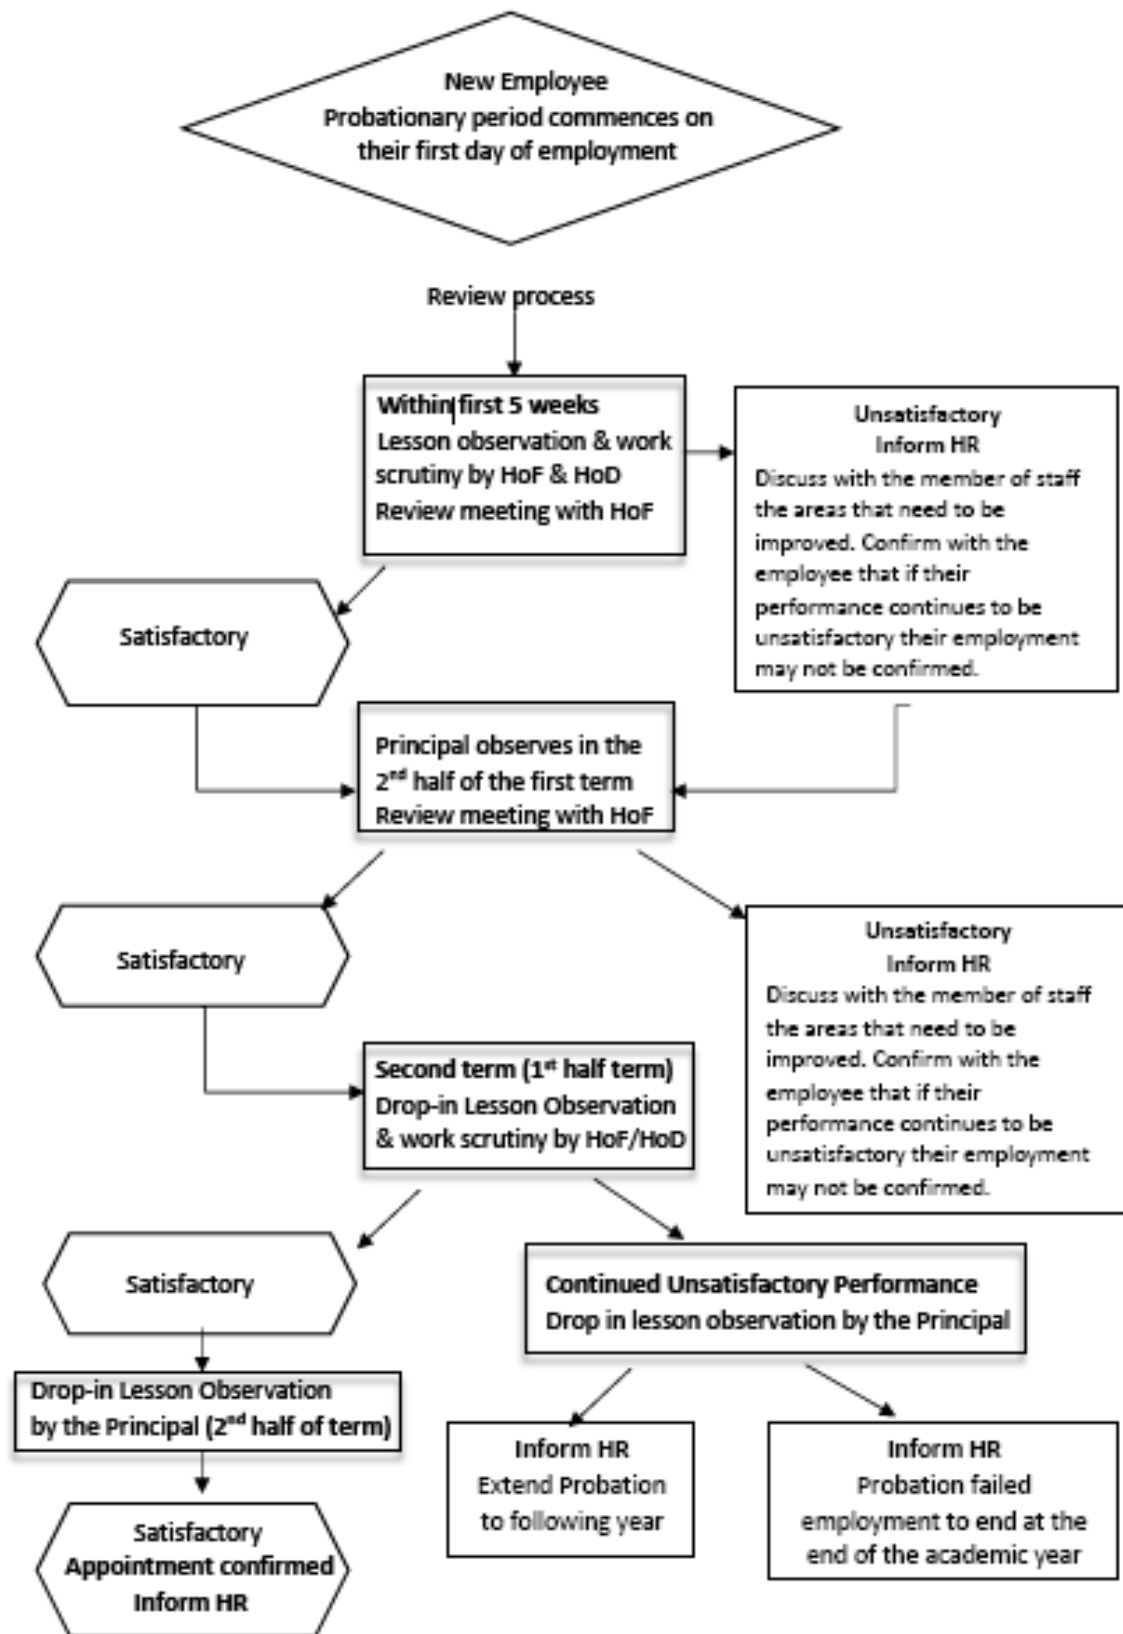 New Employee
Probationary period commences on
their first day of employment
Review process
Within first 5 weeks
Lesson observation & work
scrutiny by HoF & HoD
Review meeting with HoF
Unsatisfactory
Inform HR
Discuss with the member of staff
the areas that need to be
improved. Confirm with the
employee that if their
performance continues to be
unsatisfactory their employment
may not be confirmed.
Satisfactory
Principal observes in the
2nd half of the first term
Review meeting with HoF
Satisfactory
Unsatisfactory
Inform HR
Discuss with the member of staff
the areas that need to be
improved. Confirm with the
employee that if their
performance continues to be
unsatisfactory their employment
may not be confirmed.
Second term (1st half term)
Drop-in Lesson Observation
& work scrutiny by HoF/HoD
Satisfactory
Continued Unsatisfactory Performance
Drop in lesson observation by the Principal
Drop-in Lesson Observation
by the Principal (2nd half of term)
Inform HR
Extend Probation
to following year
Inform HR
Probation failed
employment to end at the
end of the academic year
Satisfactory
Appointment confirmed
Inform HR